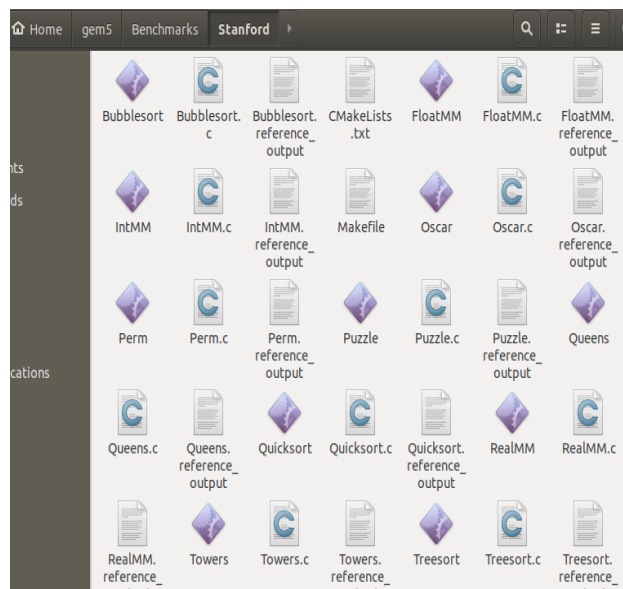 Home gem5 Benchmarks Stanford
Bubblesort Bubblesort. Bubblesort. CMakeLists FloatMM FloatMM.c FloatMM.
c reference_ .txt reference_
output output
nts
ds
IntMM IntMM.c IntMM. Makefile Oscar Oscar.c Oscar.
reference_ reference_
output output
Perm Perm.c Perm. Puzzle Puzzle.c Puzzle. Queens
reference_ reference_
output output
cations
Queens.c Queens. Quicksort Quicksort.c Quicksort. RealMM RealMM.c
reference_ reference_
output output
RealMM. Towers Towers.c Towers. Treesort Treesort.c Treesort.
reference_ reference_ reference_